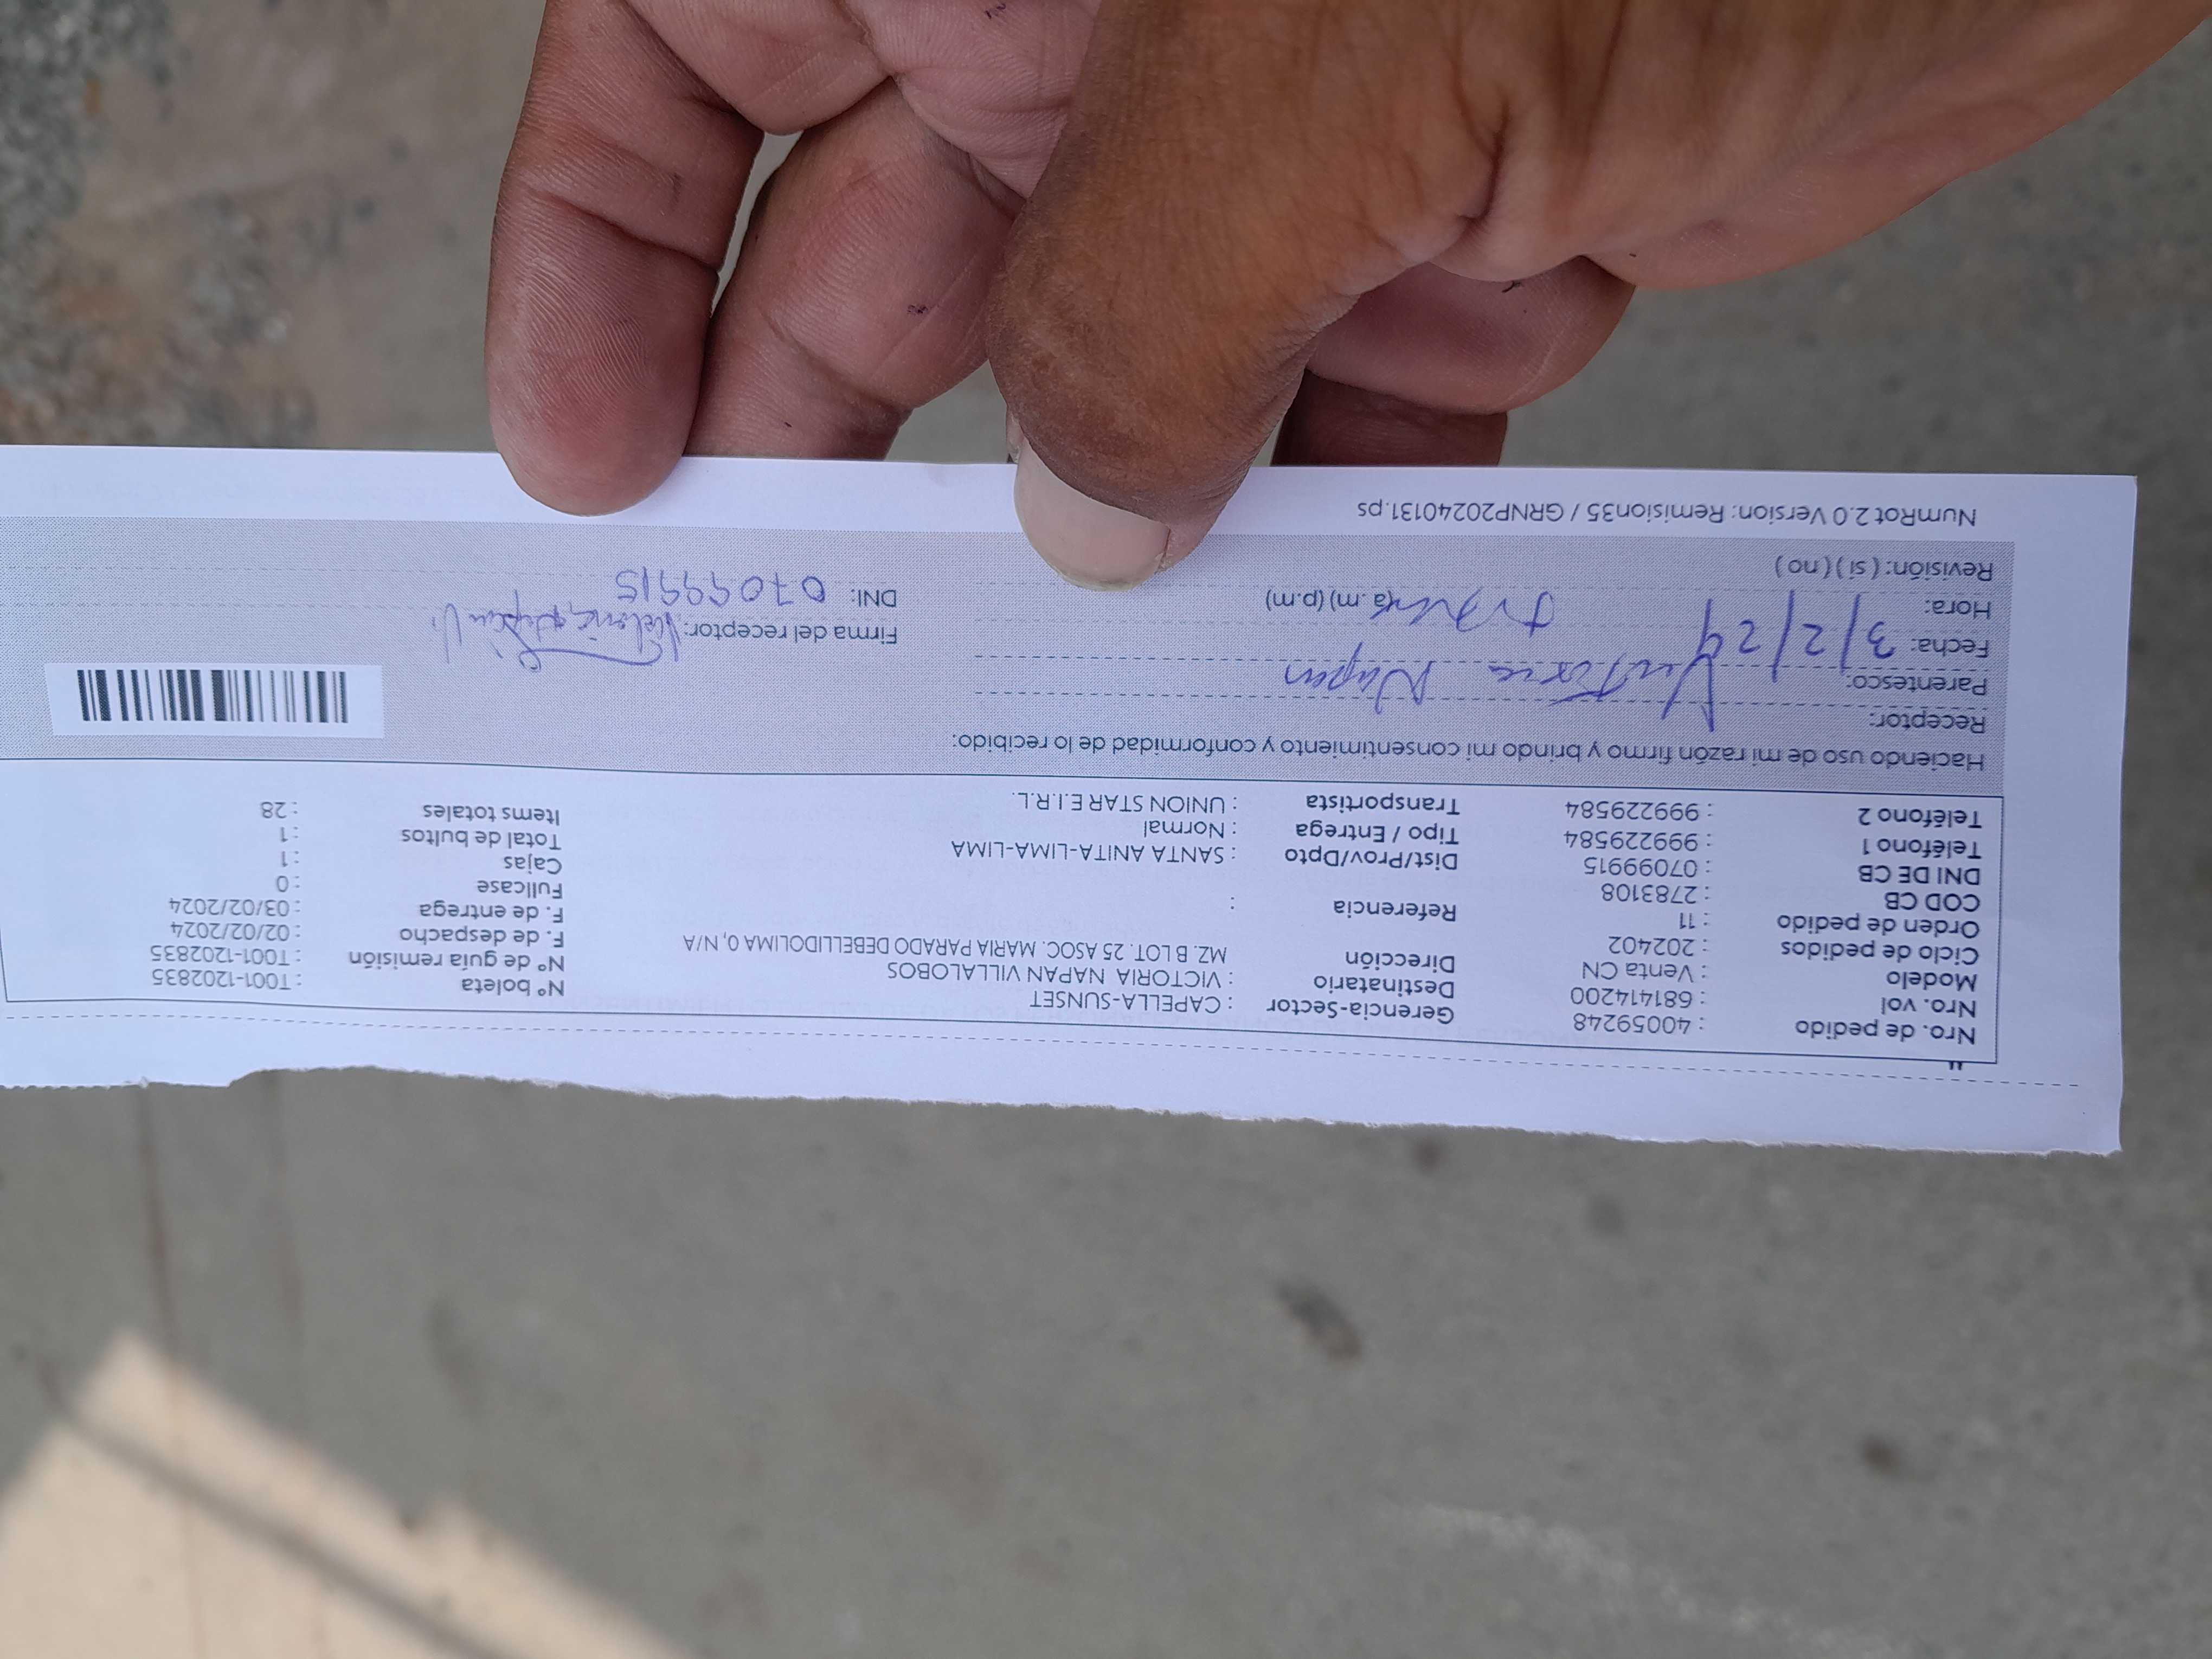 Nro. de pedido : 40059248 Gerencia-Sector : CAPELLA-SUNSET Nº boleta : T001-1202835
Nro. vol : 681414200 Destinatario : VICTORIA NAPAN VILLALOBOS Nº de guía remisión : T001-1202835
Modelo : Venta CN Dirección MZ. B LOT. 25 ASOC. MARIA PARADO DEBELLIDOLIMA 0, N/A F. de despacho : 02/02/2024
Ciclo de pedidos : 202402 F. de entrega : 03/02/2024
Orden de pedido : 11 Referencia : Fullcase : 0
COD CB : 2783108 Cajas : 1
DNI DE CB : 07099915 Dist/Prov/Dpto : SANTA ANITA-LIMA-LIMA Total de bultos : 1
Teléfono 1 : 999229584 Tipo / Entrega : Normal Items totales : 28
Teléfono 2 : 999229584 Transportista : UNION STAR E.I.R.L.
Haciendo uso de mi razón firmo y brindo mi consentimiento y conformidad de lo recibido:
Receptor: Victoria Napan
Parentesco:
Fecha: 3/2/24 Firma del receptor:
Hora: (a.m) (p.m) DNI: 07099915
Revisión: (si) (no)
NumRot 2.0 Version: Remision35 / GRNP20240131.ps